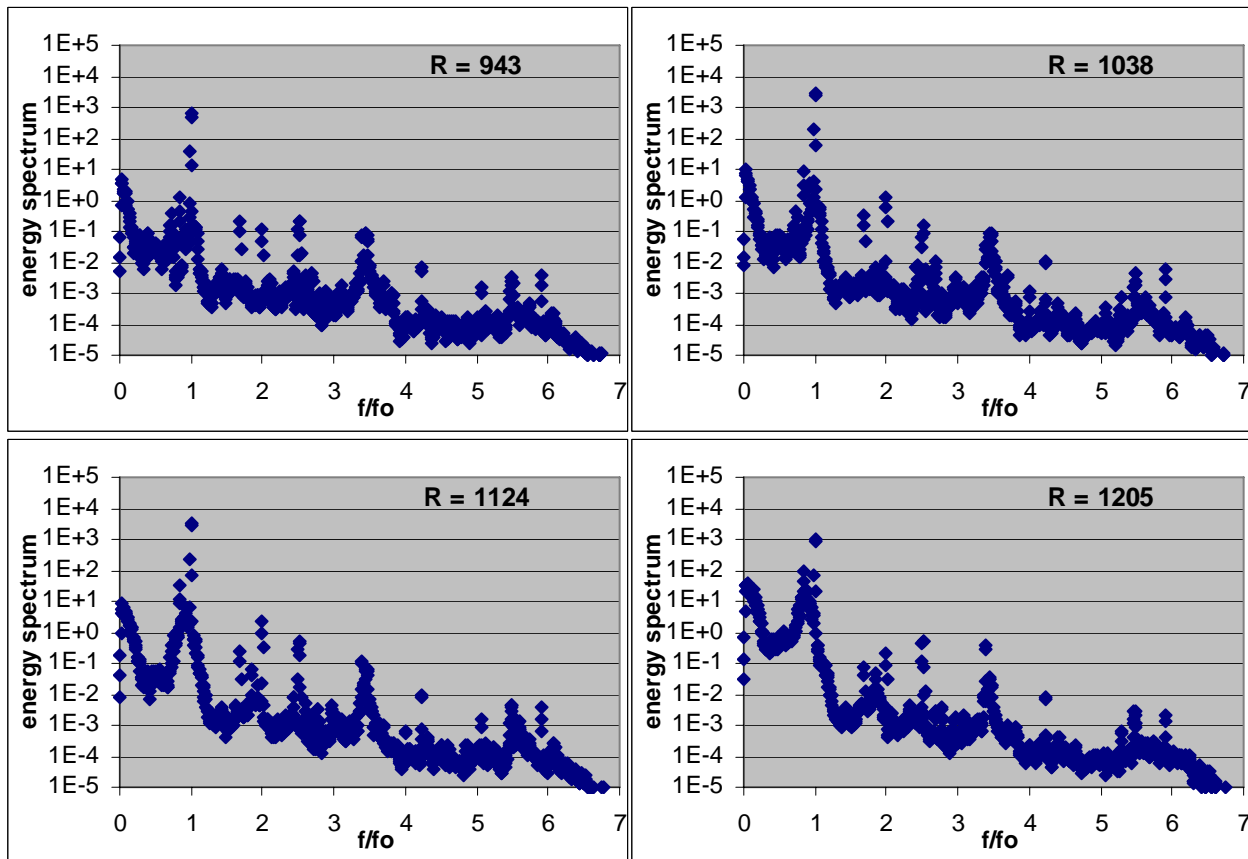 R = 943
energy spectrum
1E+5
1E+4
1E+3
1E+2
1E+1
1E+0
1E-1
1E-2
1E-3
1E-4
1E-5
0 1 2 3 4 5 6 7
f/fo
R = 1038
energy spectrum
1E+5
1E+4
1E+3
1E+2
1E+1
1E+0
1E-1
1E-2
1E-3
1E-4
1E-5
0 1 2 3 4 5 6 7
f/fo
R = 1124
energy spectrum
1E+5
1E+4
1E+3
1E+2
1E+1
1E+0
1E-1
1E-2
1E-3
1E-4
1E-5
0 1 2 3 4 5 6 7
f/fo
R = 1205
energy spectrum
1E+5
1E+4
1E+3
1E+2
1E+1
1E+0
1E-1
1E-2
1E-3
1E-4
1E-5
0 1 2 3 4 5 6 7
f/fo